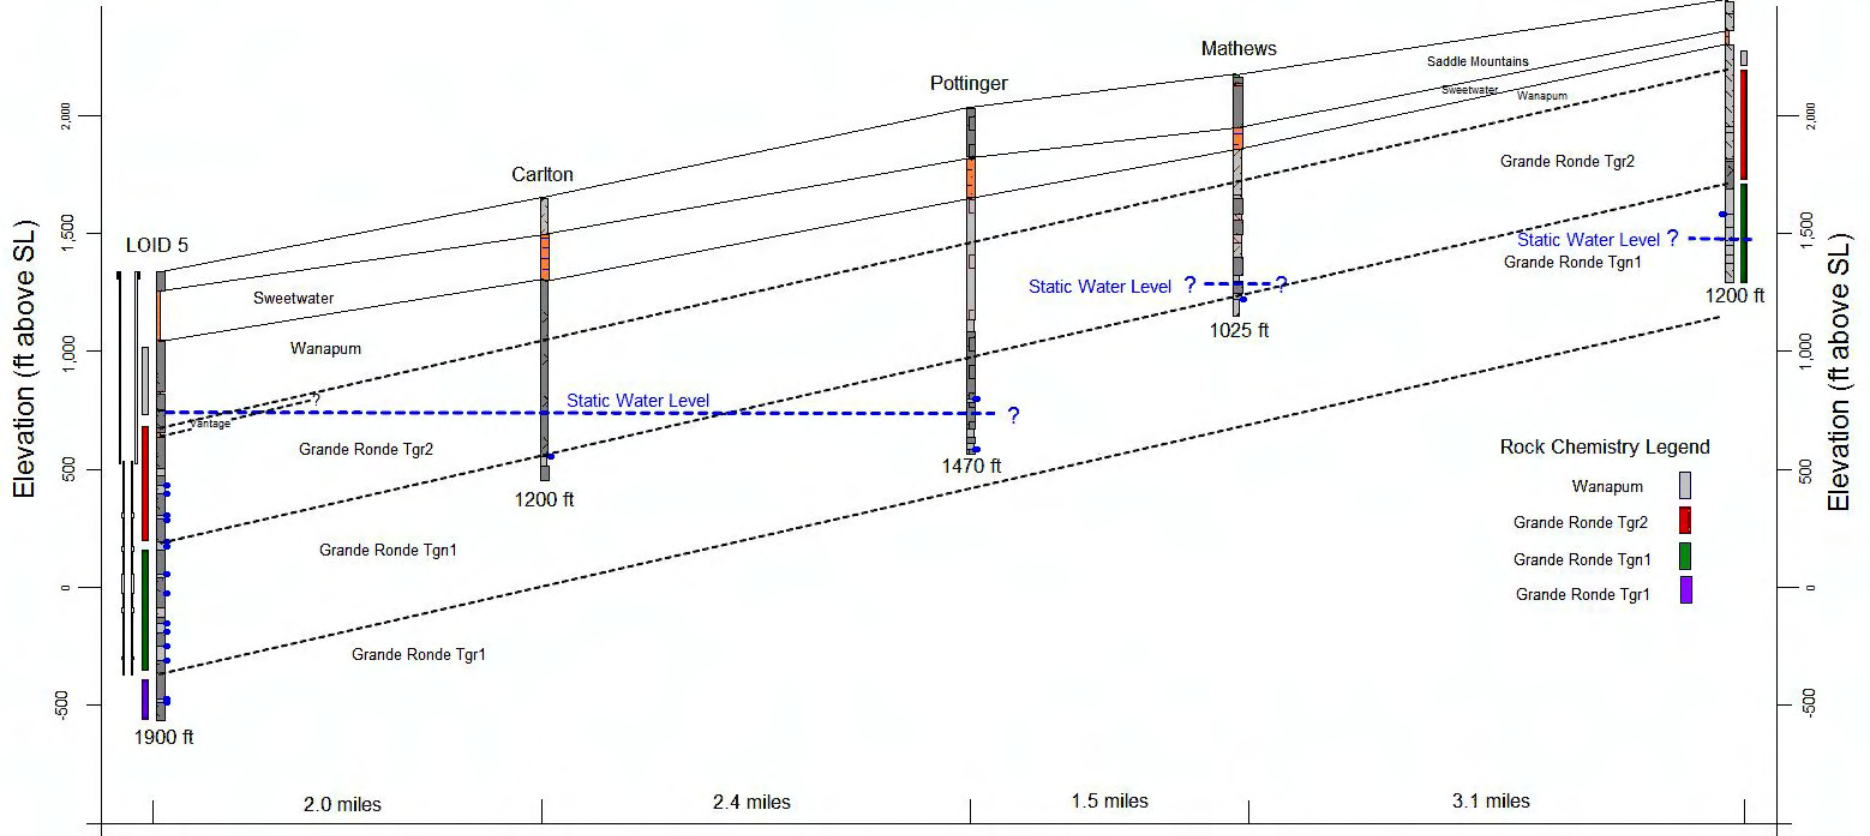 Mathews
Pottinger
Carlton
LOID 5
Saddle Mountains
Sweetwater
Wanapum
Grande Ronde Tgr2
Static Water Level ?
Grande Ronde Tgn1
Static Water Level ? ?
1200 ft
1025 ft
Sweetwater
Wanapum
?
Static Water Level
?
Vantage
Grande Ronde Tgr2
1470 ft
1200 ft
Grande Ronde Tgn1
Grande Ronde Tgr1
1900 ft
Rock Chemistry Legend
Wanapum
Grande Ronde Tgr2
Grande Ronde Tgn1
Grande Ronde Tgr1
Elevation (ft above SL)
2,000
1,500
1,000
500
0
-500
Elevation (ft above SL)
2,000
1,500
1,000
500
0
-500
2.0 miles
2.4 miles
1.5 miles
3.1 miles